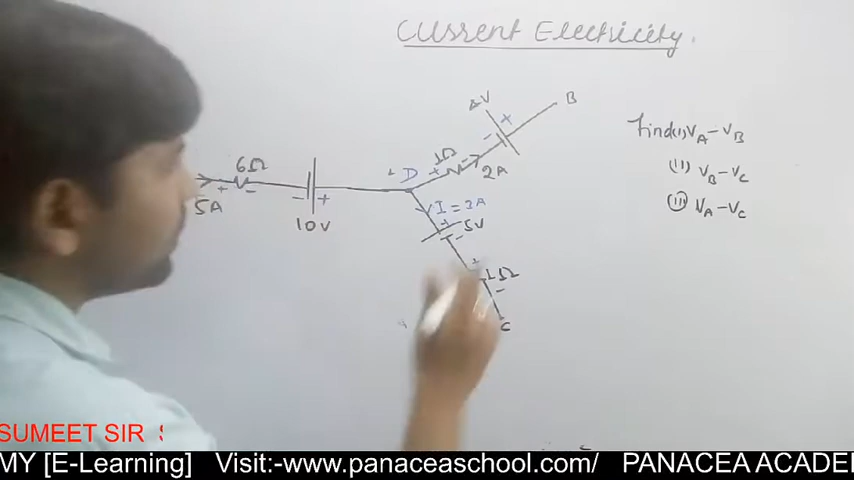 Current Electricity.
4V
B
Find (i) VA - VB
6Ω
D
1Ω
2A
(ii) VB - VC
5A
10V
I = 3A
5V
(iii) VA - VC
1Ω
C
SUMEET SIR S
MY [E-Learning] Visit:-www.panaceaschool.com/ PANACEA ACADE